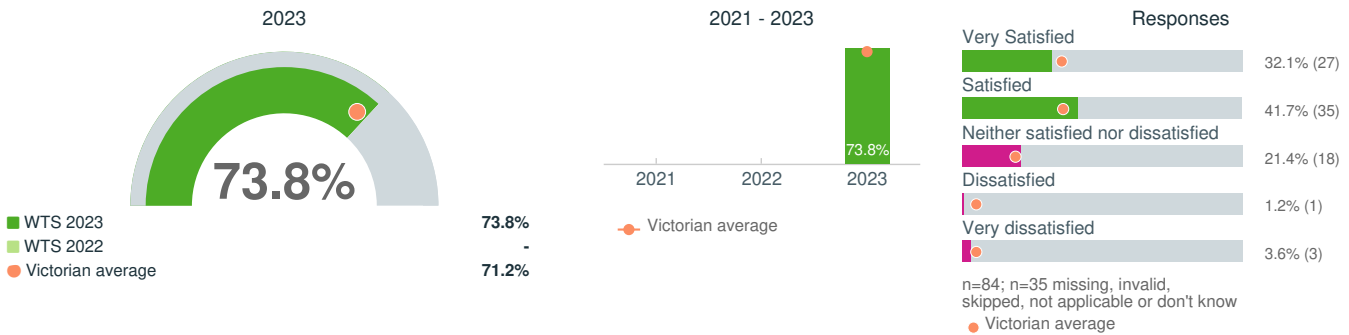 2023
73.8%
WTS 2023 73.8%
WTS 2022 -
Victorian average 71.2%
2021 - 2023
73.8%
2021 2022 2023
Victorian average
Responses
Very Satisfied
32.1% (27)
Satisfied
41.7% (35)
Neither satisfied nor dissatisfied
21.4% (18)
Dissatisfied
1.2% (1)
Very dissatisfied
3.6% (3)
n=84; n=35 missing, invalid,
skipped, not applicable or don't know
Victorian average